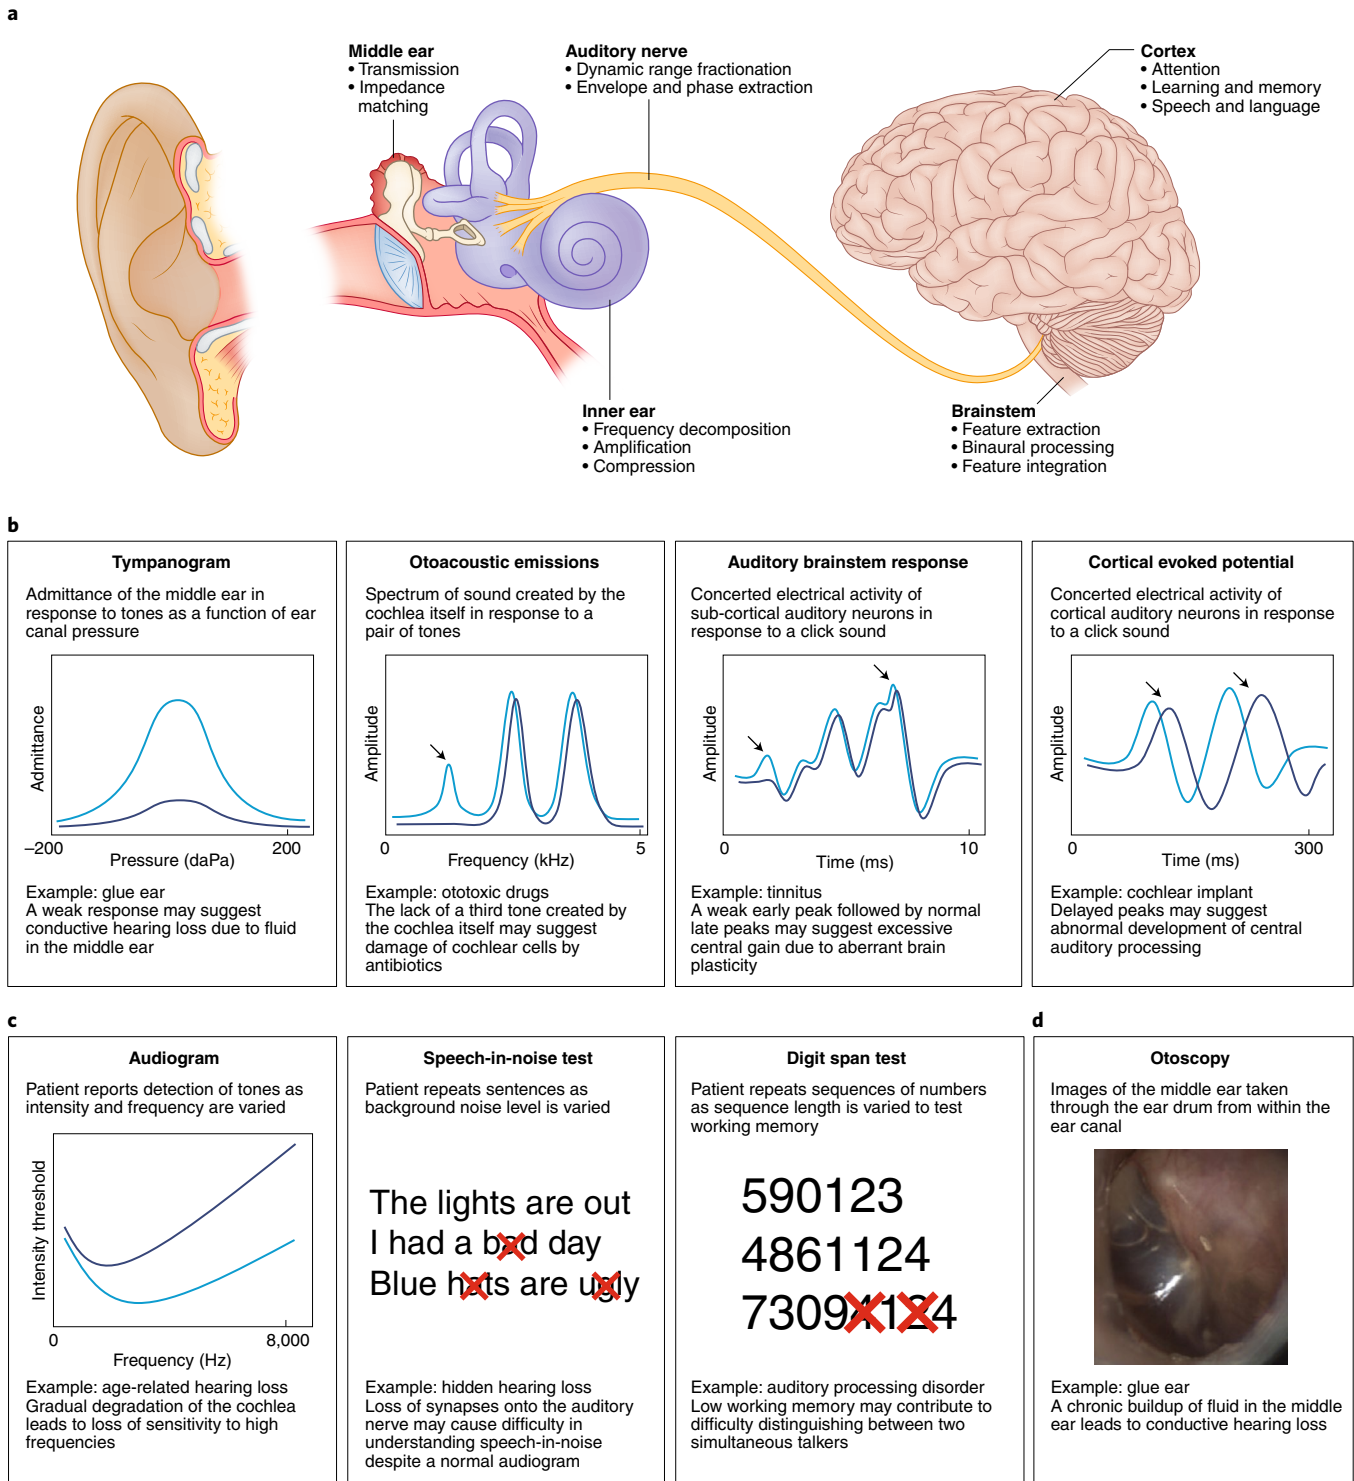 a
Middle ear
• Transmission
• Impedance
matching
Auditory nerve
• Dynamic range fractionation
• Envelope and phase extraction
Cortex
• Attention
• Learning and memory
• Speech and language
Inner ear
• Frequency decomposition
• Amplification
• Compression
Brainstem
• Feature extraction
• Binaural processing
• Feature integration
b
Tympanogram
Admittance of the middle ear in
response to tones as a function of ear
canal pressure
Admittance
–200
200
Pressure (daPa)
Example: glue ear
A weak response may suggest
conductive hearing loss due to fluid
in the middle ear
Otoacoustic emissions
Spectrum of sound created by the
cochlea itself in response to a
pair of tones
Amplitude
0
5
Frequency (kHz)
Example: ototoxic drugs
The lack of a third tone created by
the cochlea itself may suggest
damage of cochlear cells by
antibiotics
Auditory brainstem response
Concerted electrical activity of
sub-cortical auditory neurons in
response to a click sound
Amplitude
0
10
Time (ms)
Example: tinnitus
A weak early peak followed by normal
late peaks may suggest excessive
central gain due to aberrant brain
plasticity
Cortical evoked potential
Concerted electrical activity of
cortical auditory neurons in response
to a click sound
Amplitude
0
300
Time (ms)
Example: cochlear implant
Delayed peaks may suggest
abnormal development of central
auditory processing
c
Audiogram
Patient reports detection of tones as
intensity and frequency are varied
Intensity threshold
0
8,000
Frequency (Hz)
Example: age-related hearing loss
Gradual degradation of the cochlea
leads to loss of sensitivity to high
frequencies
Speech-in-noise test
Patient repeats sentences as
background noise level is varied
The lights are out
I had a bad day
Blue hats are ugly
Example: hidden hearing loss
Loss of synapses onto the auditory
nerve may cause difficulty in
understanding speech-in-noise
despite a normal audiogram
Digit span test
Patient repeats sequences of numbers
as sequence length is varied to test
working memory
590123
4861124
73094124
Example: auditory processing disorder
Low working memory may contribute to
difficulty distinguishing between two
simultaneous talkers
d
Otoscopy
Images of the middle ear taken
through the ear drum from within the
ear canal
Example: glue ear
A chronic buildup of fluid in the middle
ear leads to conductive hearing loss